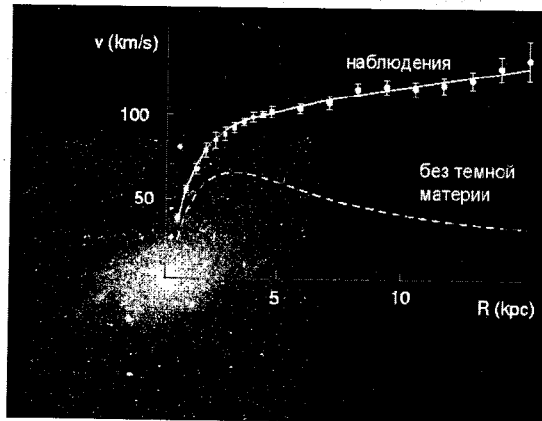 v (km/s)
наблюдения
100
без темной
материи
50
5
10
R (kpc)